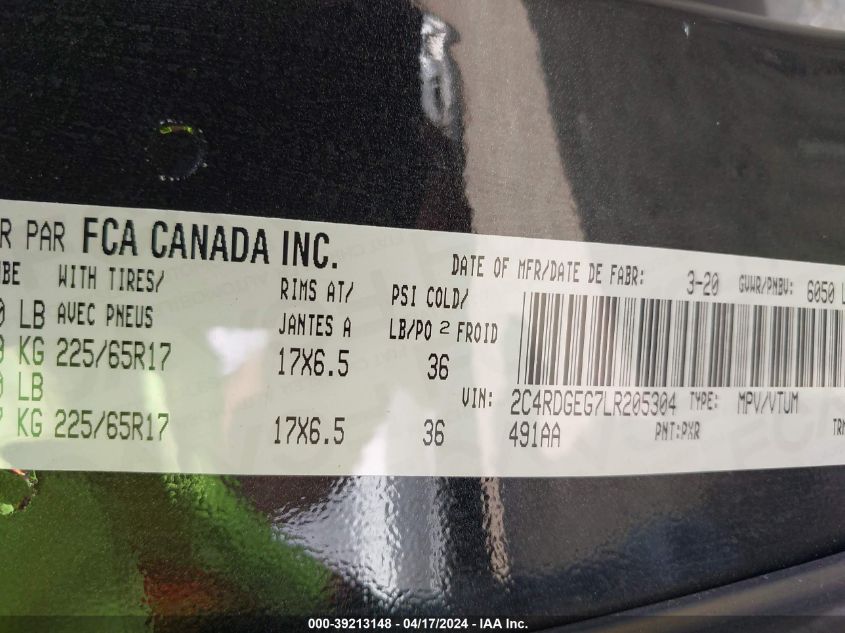 R PAR FCA CANADA INC.
DATE OF MFR/DATE DE FABR: 3-20 GVWR/PNBV: 6050 L
WITH TIRES/ RIMS AT/ PSI COLD/
LB AVEC PNEUS JANTES A LB/PO 2 FROID
KG 225/65R17 17X6.5 36
LB
VIN: 2C4RDGEG7LR205304 TYPE: MPV/VTUM
KG 225/65R17 17X6.5 36
491AA PNT:PXR TRM
000-39213148 - 04/17/2024 - IAA Inc.